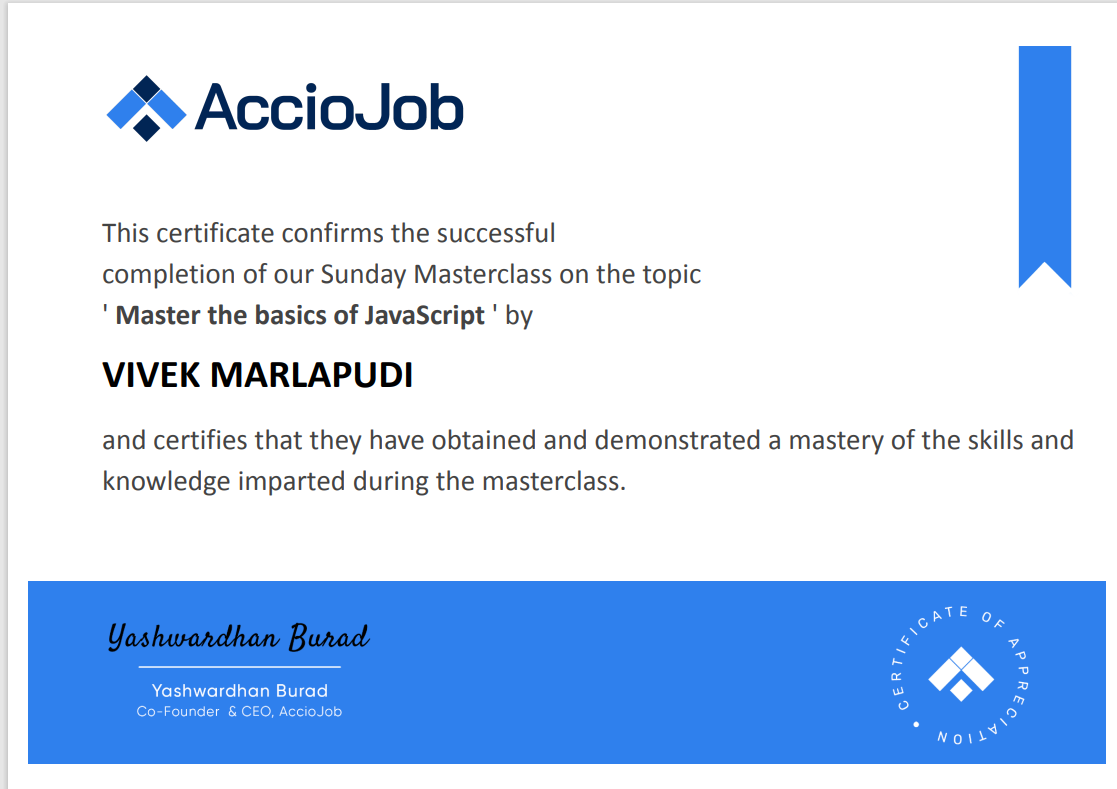 AccioJob
This certificate confirms the successful
completion of our Sunday Masterclass on the topic
' Master the basics of JavaScript ' by
VIVEK MARLAPUDI
and certifies that they have obtained and demonstrated a mastery of the skills and
knowledge imparted during the masterclass.
Yashwardhan Burad
Yashwardhan Burad
Co-Founder & CEO, AccioJob
CERTIFICATE OF APPRECIATION •